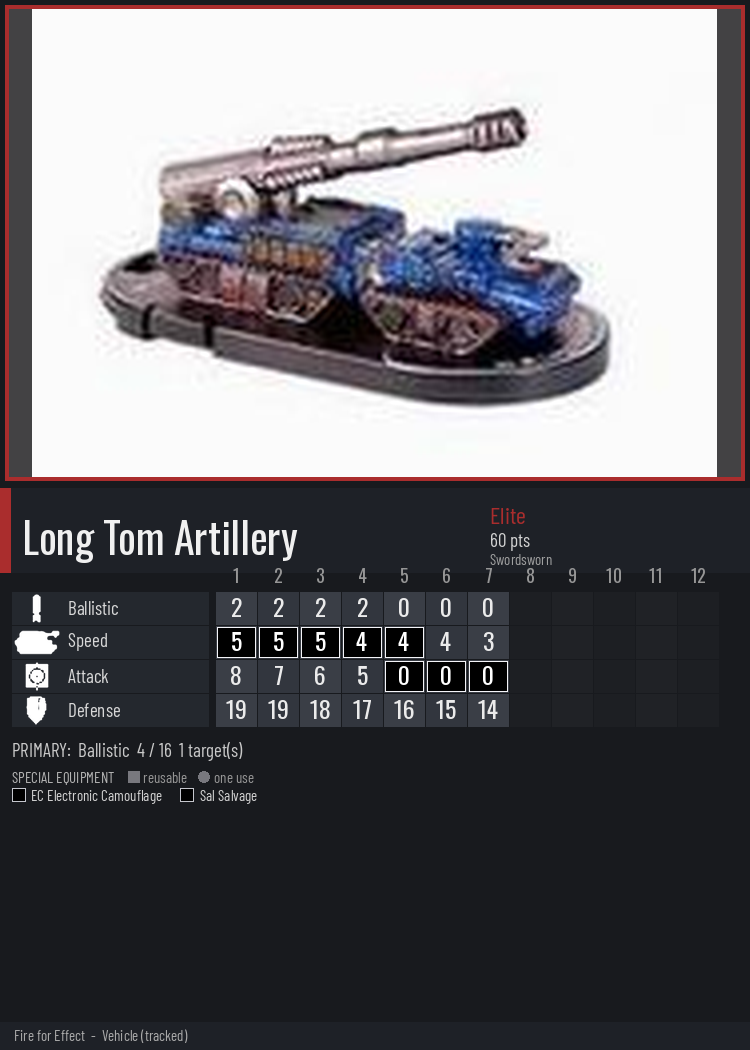 Long Tom Artillery
Elite
60 pts
Swordsworn
1 2 3 4 5 6 7 8 9 10 11 12
Ballistic 2 2 2 2 0 0 0
Speed 5 5 5 4 4 4 3
Attack 8 7 6 5 0 0 0
Defense 19 19 18 17 16 15 14
PRIMARY: Ballistic 4 / 16 1 target(s)
SPECIAL EQUIPMENT reusable one use
EC Electronic Camouflage Sal Salvage
Fire for Effect - Vehicle (tracked)